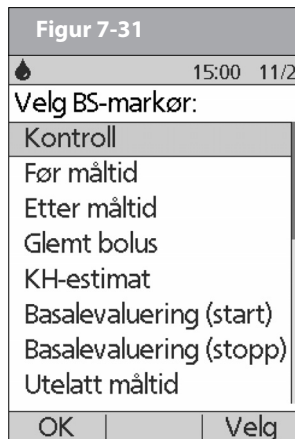 Figur 7-31
15:00 11/2
Velg BS-markør:
Kontroll
Før måltid
Etter måltid
Glemt bolus
KH-estimat
Basalevaluering (start)
Basalevaluering (stopp)
Utelatt måltid
OK Velg